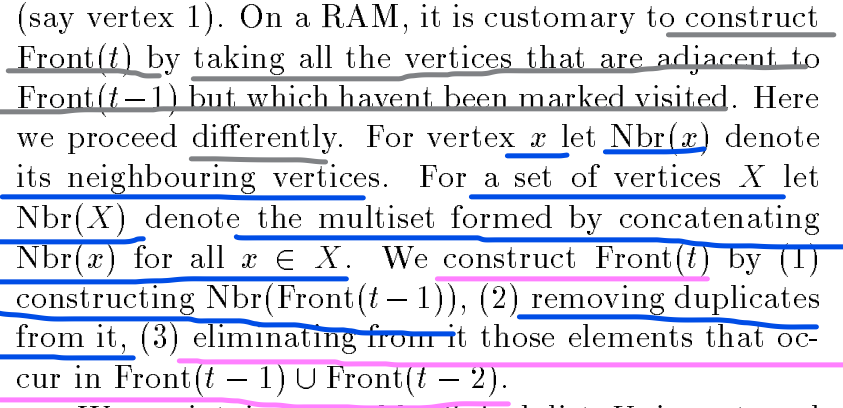 (say vertex 1). On a RAM, it is customary to construct
Front(t) by taking all the vertices that are adjacent to
Front(t−1) but which havent been marked visited. Here
we proceed differently. For vertex x let Nbr(x) denote
its neighbouring vertices. For a set of vertices X let
Nbr(X) denote the multiset formed by concatenating
Nbr(x) for all x ∈ X. We construct Front(t) by (1)
constructing Nbr(Front(t − 1)), (2) removing duplicates
from it, (3) eliminating from it those elements that oc-
cur in Front(t − 1) ∪ Front(t − 2).